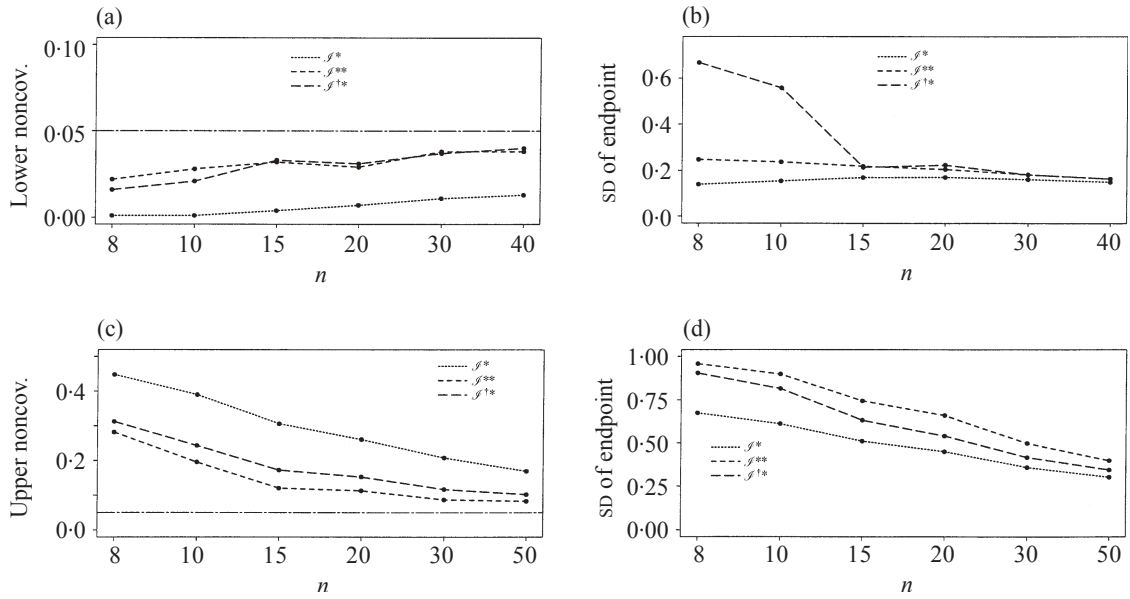 (a)
Lower noncov.
0·10
0·05
0·00
ℐ*
ℐ**
ℐ†*
8 10 15 20 30 40
n
(b)
SD of endpoint
0·6
0·4
0·2
0·0
ℐ*
ℐ**
ℐ†*
8 10 15 20 30 40
n
(c)
Upper noncov.
0·4
0·2
0·0
ℐ*
ℐ**
ℐ†*
8 10 15 20 30 50
n
(d)
SD of endpoint
1·00
0·75
0·50
0·25
0·00
ℐ*
ℐ**
ℐ†*
8 10 15 20 30 50
n